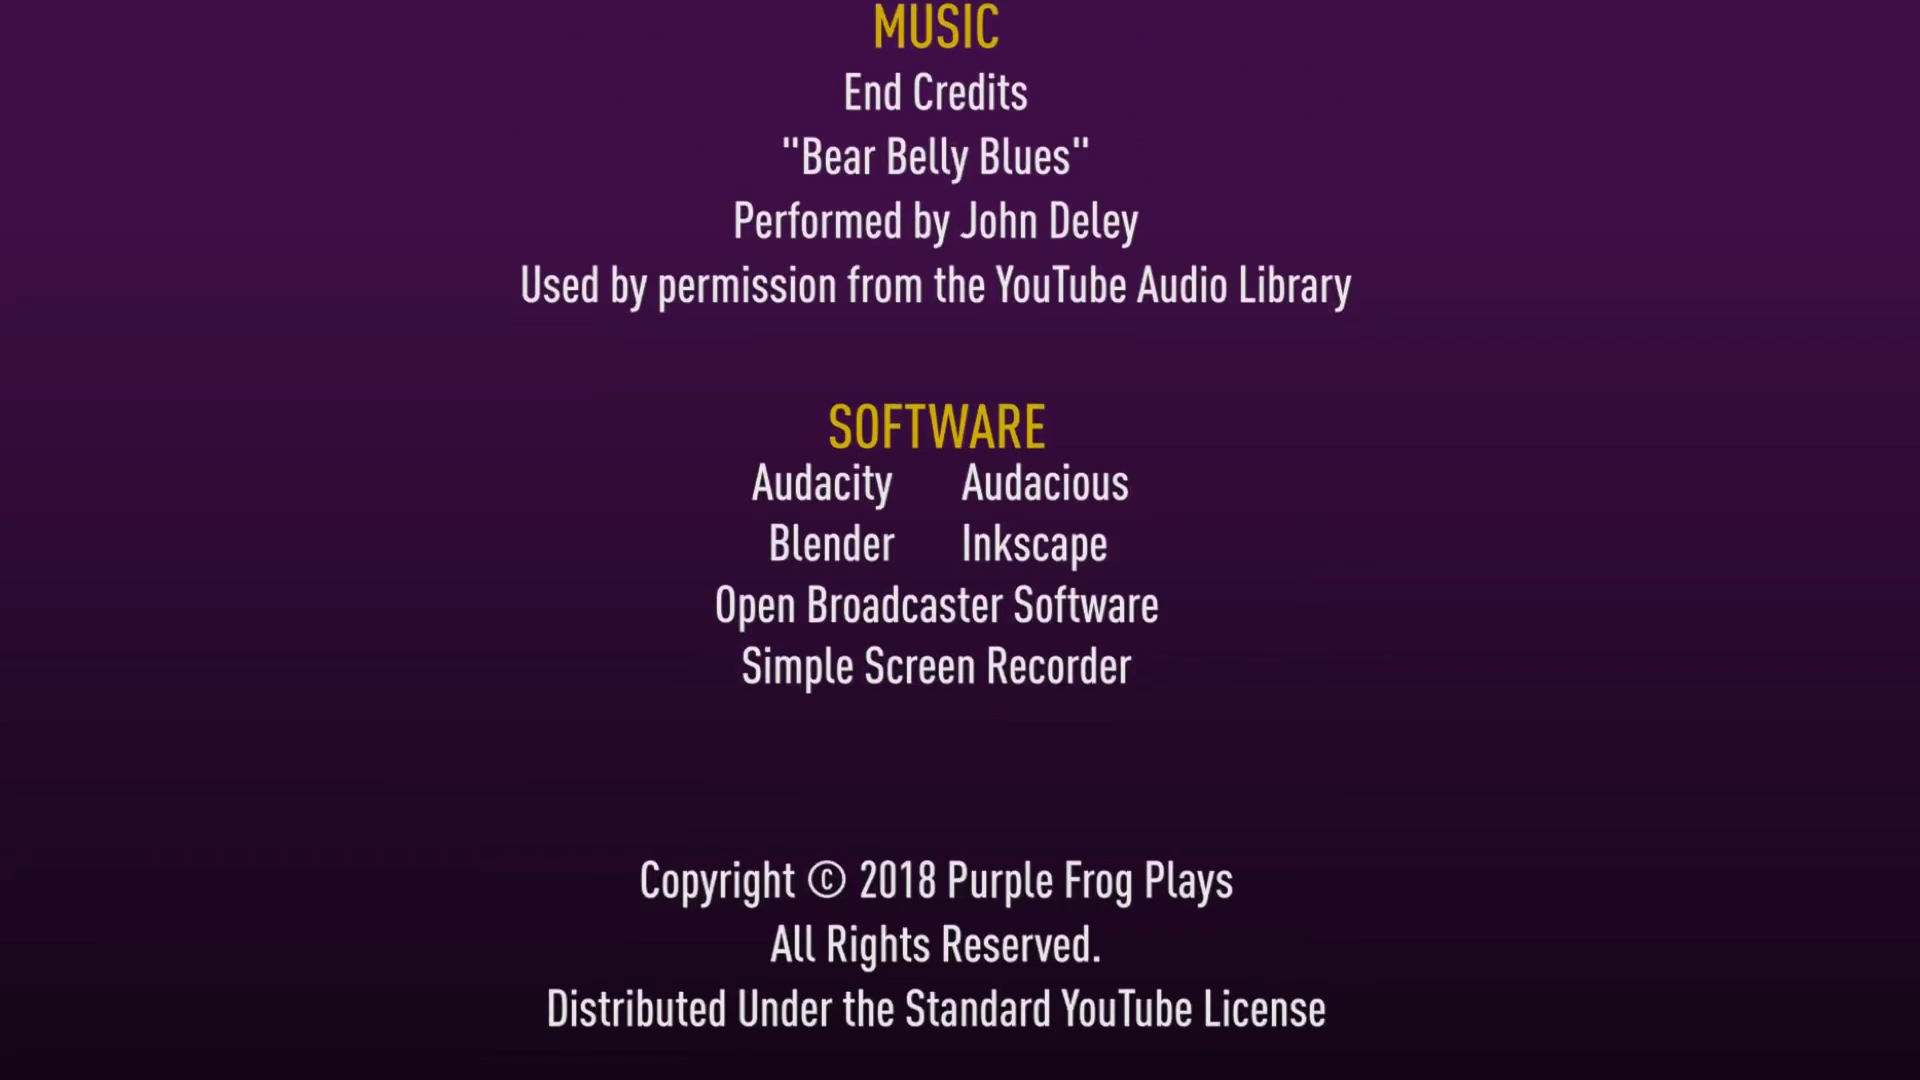 MUSIC
End Credits
"Bear Belly Blues"
Performed by John Deley
Used by permission from the YouTube Audio Library
SOFTWARE
Audacity Audacious
Blender Inkscape
Open Broadcaster Software
Simple Screen Recorder
Copyright © 2018 Purple Frog Plays
All Rights Reserved.
Distributed Under the Standard YouTube License